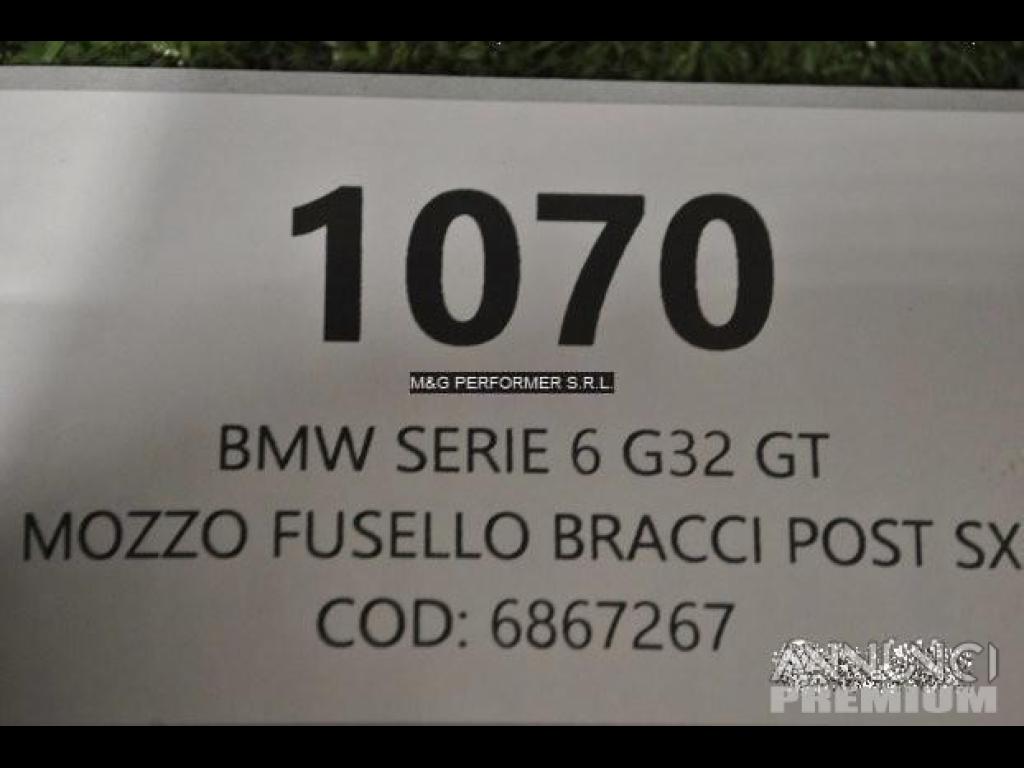 1070
M&G PERFORMER S.R.L.
BMW SERIE 6 G32 GT
MOZZO FUSELLO BRACCI POST SX
COD: 6867267
ANNUNCI
PREMIUM